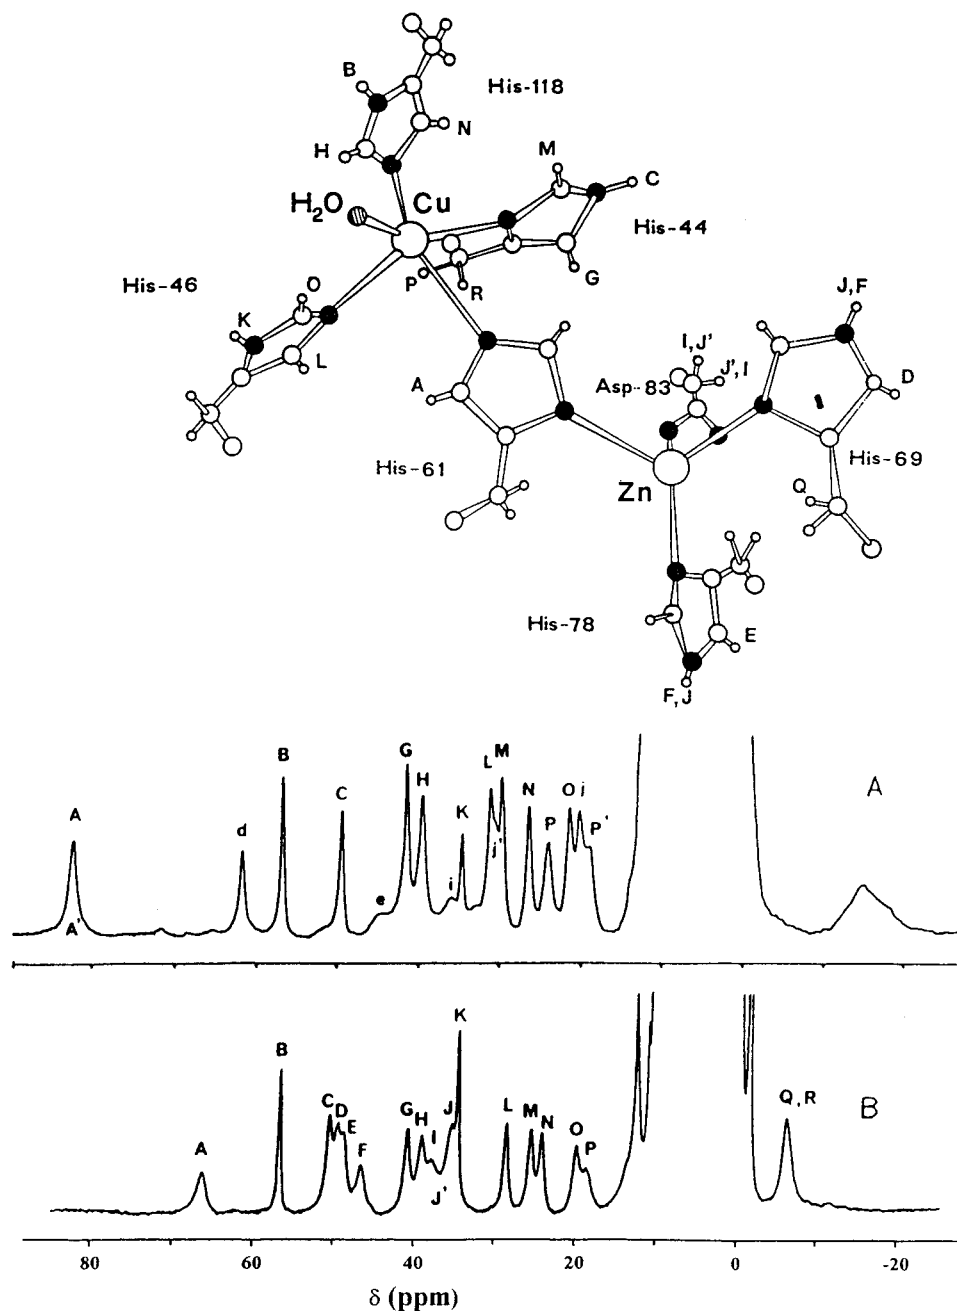 B
His-118
N
H
M
C
H₂O
Cu
His-44
P
R
G
His-46
O
K
L
J,F
I,J'
J',I
D
A
Asp-83
His-61
His-69
Zn
Q
His-78
E
F,J
A
A'
d
B
C
e
G
H
i
K
L
j'
M
N
P
O
i
P'
A
A
B
C
D
E
F
G
H
I
J'
J
K
L
M
N
O
P
Q,R
B
80 60 40 20 0 -20
δ (ppm)